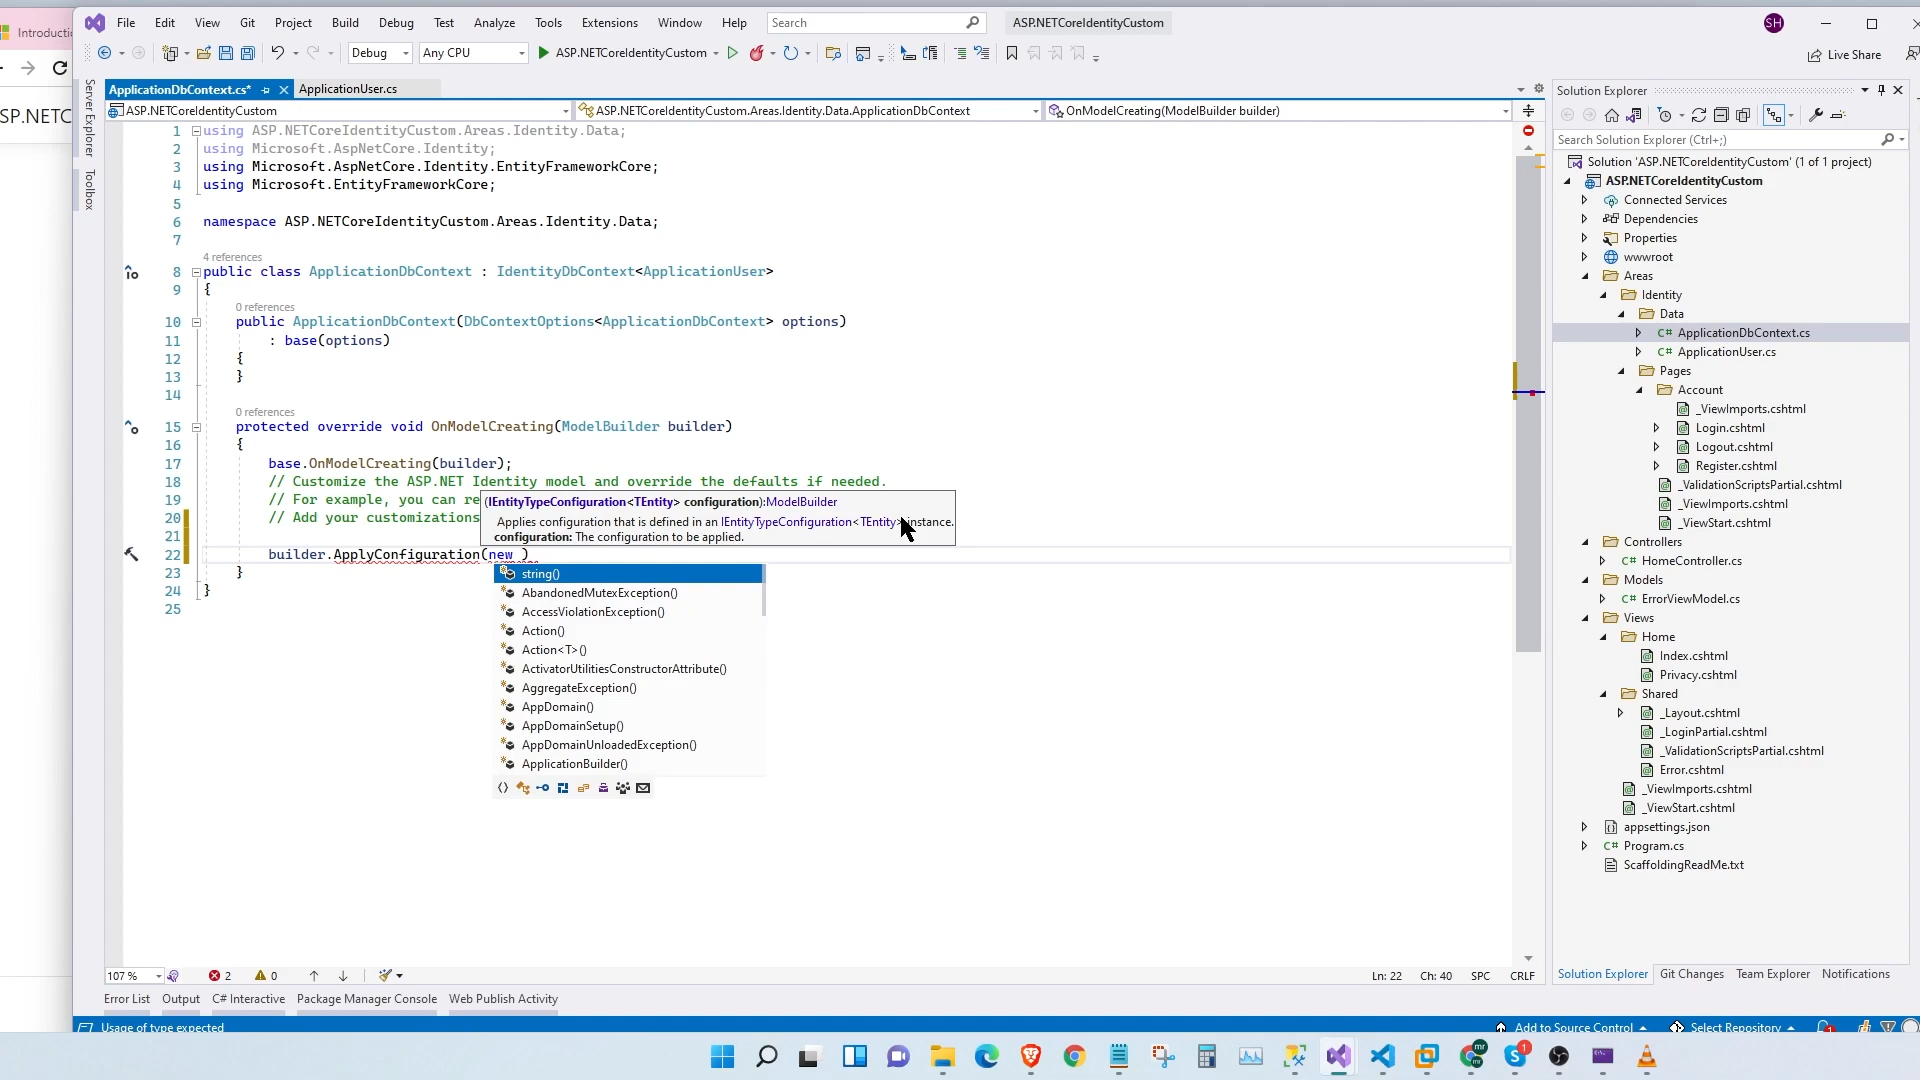 Introductic
File Edit View Git Project Build Debug Test Analyze Tools Extensions Window Help Search ASP.NETCoreIdentityCustom SH
Debug Any CPU ASP.NETCoreIdentityCustom Live Share
SP.NETC
Server Explorer
Toolbox
ApplicationDbContext.cs* ApplicationUser.cs
ASP.NETCoreIdentityCustom ASP.NETCoreIdentityCustom.Areas.Identity.Data.ApplicationDbContext OnModelCreating(ModelBuilder builder)
1 using ASP.NETCoreIdentityCustom.Areas.Identity.Data;
2 using Microsoft.AspNetCore.Identity;
3 using Microsoft.AspNetCore.Identity.EntityFrameworkCore;
4 using Microsoft.EntityFrameworkCore;
5
6 namespace ASP.NETCoreIdentityCustom.Areas.Identity.Data;
7
4 references
8 public class ApplicationDbContext : IdentityDbContext<ApplicationUser>
9 {
0 references
10 public ApplicationDbContext(DbContextOptions<ApplicationDbContext> options)
11 : base(options)
12 {
13 }
14
0 references
15 protected override void OnModelCreating(ModelBuilder builder)
16 {
17 base.OnModelCreating(builder);
18 // Customize the ASP.NET Identity model and override the defaults if needed.
19 // For example, you can re
20 // Add your customizations
21
22 builder.ApplyConfiguration(new )
23 }
24 }
25
(IEntityTypeConfiguration<TEntity> configuration):ModelBuilder
Applies configuration that is defined in an IEntityTypeConfiguration<TEntity> instance.
configuration: The configuration to be applied.
string()
AbandonedMutexException()
AccessViolationException()
Action()
Action<T>()
ActivatorUtilitiesConstructorAttribute()
AggregateException()
AppDomain()
AppDomainSetup()
AppDomainUnloadedException()
ApplicationBuilder()
107 % 2 0 Ln: 22 Ch: 40 SPC CRLF
Error List Output C# Interactive Package Manager Console Web Publish Activity
Usage of type expected Add to Source Control Select Repository 1
Solution Explorer
Search Solution Explorer (Ctrl+;)
Solution 'ASP.NETCoreIdentityCustom' (1 of 1 project)
ASP.NETCoreIdentityCustom
Connected Services
Dependencies
Properties
wwwroot
Areas
Identity
Data
C# ApplicationDbContext.cs
C# ApplicationUser.cs
Pages
Account
_ViewImports.cshtml
Login.cshtml
Logout.cshtml
Register.cshtml
_ValidationScriptsPartial.cshtml
_ViewImports.cshtml
_ViewStart.cshtml
Controllers
C# HomeController.cs
Models
C# ErrorViewModel.cs
Views
Home
Index.cshtml
Privacy.cshtml
Shared
_Layout.cshtml
_LoginPartial.cshtml
_ValidationScriptsPartial.cshtml
Error.cshtml
_ViewImports.cshtml
_ViewStart.cshtml
appsettings.json
C# Program.cs
ScaffoldingReadMe.txt
Solution Explorer Git Changes Team Explorer Notifications